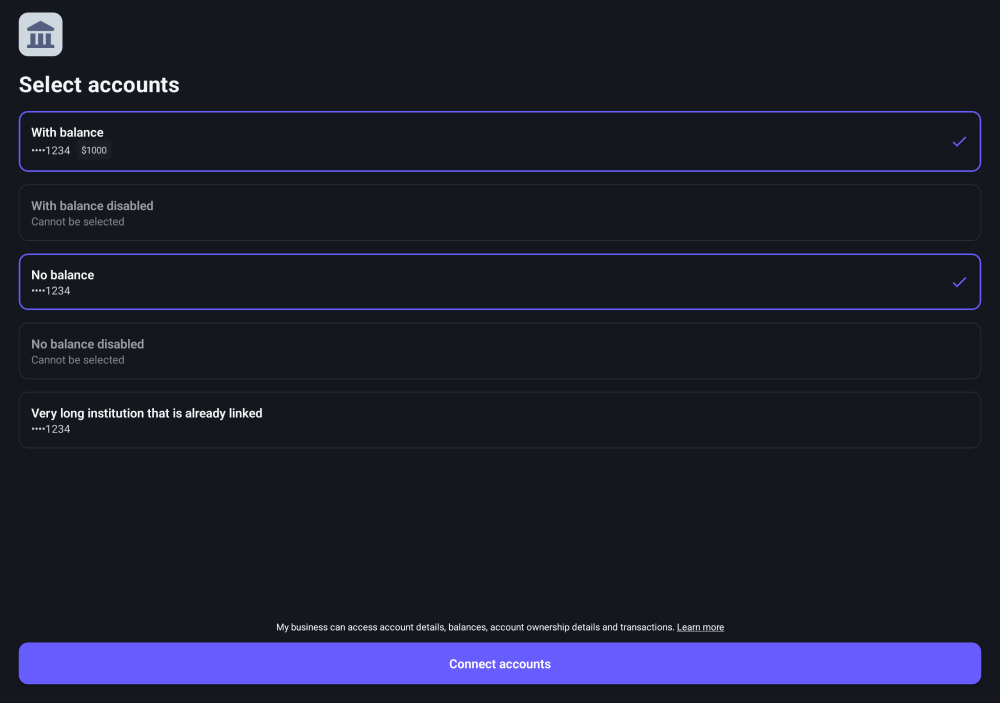 Select accounts
With balance
••••1234 $1000
With balance disabled
Cannot be selected
No balance
••••1234
No balance disabled
Cannot be selected
Very long institution that is already linked
••••1234
My business can access account details, balances, account ownership details and transactions. Learn more
Connect accounts